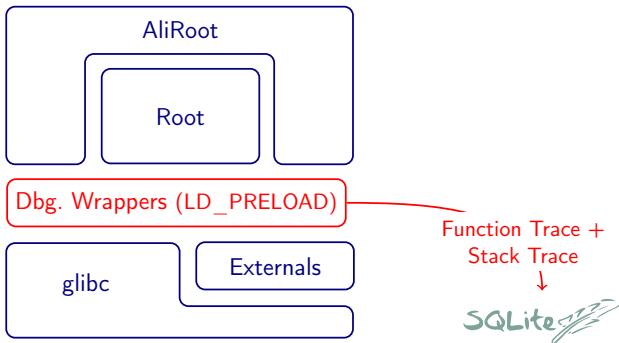 AliRoot
Root
Dbg. Wrappers (LD_PRELOAD)
Function Trace +
Stack Trace
Externals
glibc
SQLite